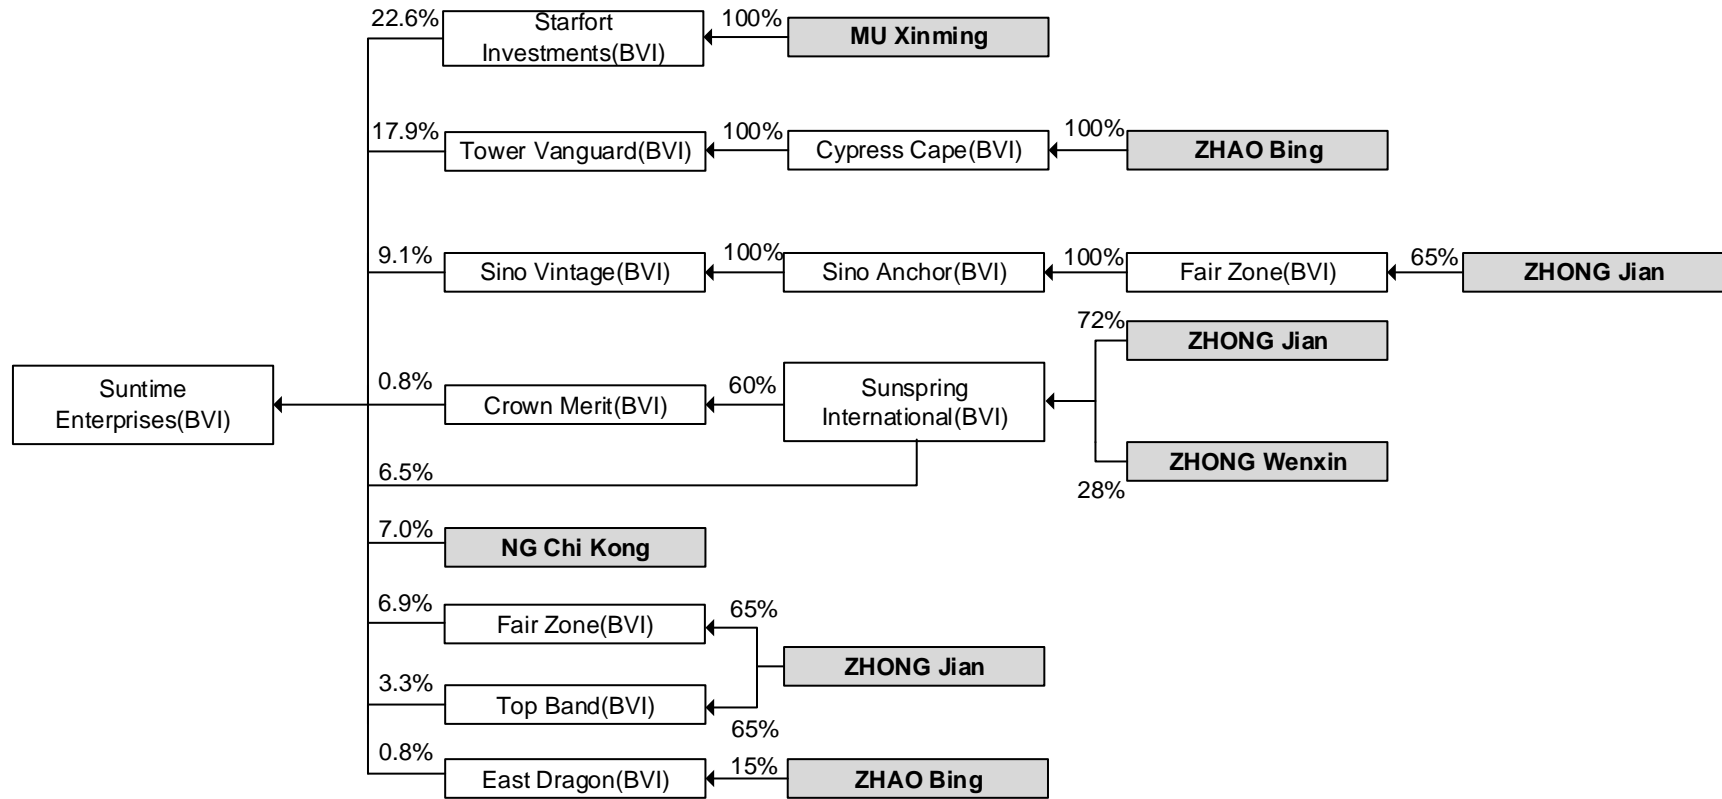 22.6%
Starfort
Investments(BVI)
100%
MU Xinming
17.9%
Tower Vanguard(BVI)
100%
Cypress Cape(BVI)
100%
ZHAO Bing
9.1%
Sino Vintage(BVI)
100%
Sino Anchor(BVI)
100%
Fair Zone(BVI)
65%
ZHONG Jian
72%
ZHONG Jian
Suntime
Enterprises(BVI)
0.8%
Crown Merit(BVI)
60%
Sunspring
International(BVI)
ZHONG Wenxin
28%
6.5%
7.0%
NG Chi Kong
6.9%
Fair Zone(BVI)
65%
ZHONG Jian
3.3%
Top Band(BVI)
65%
0.8%
East Dragon(BVI)
15%
ZHAO Bing